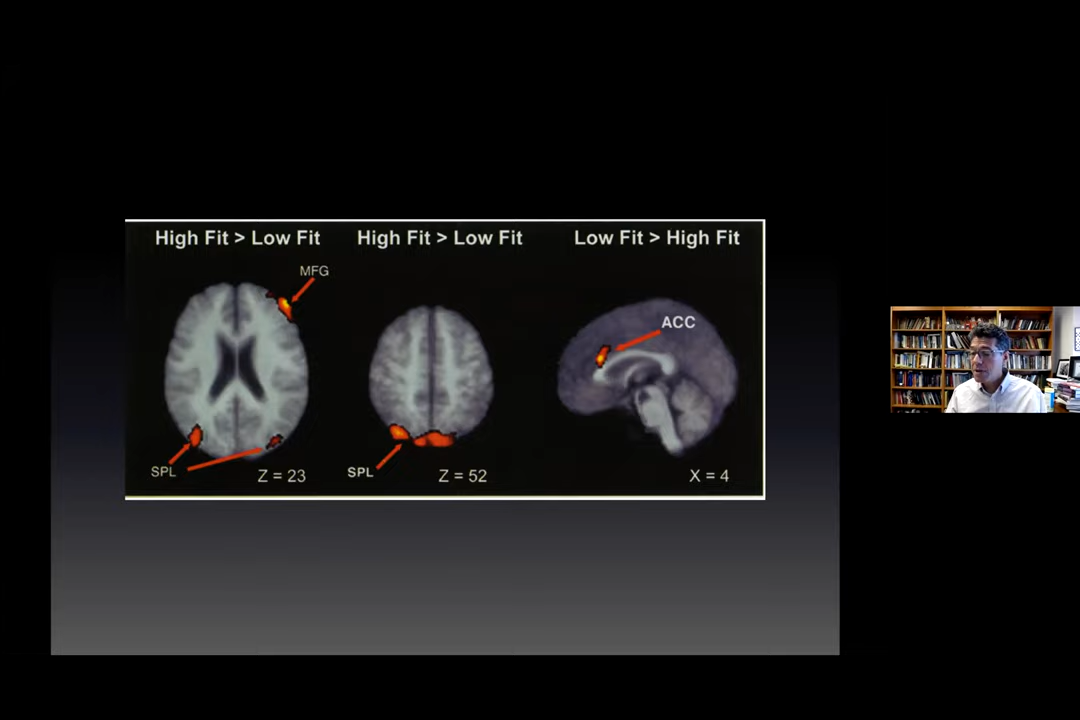 High Fit > Low Fit
MFG
SPL
Z = 23
High Fit > Low Fit
SPL
Z = 52
Low Fit > High Fit
ACC
X = 4